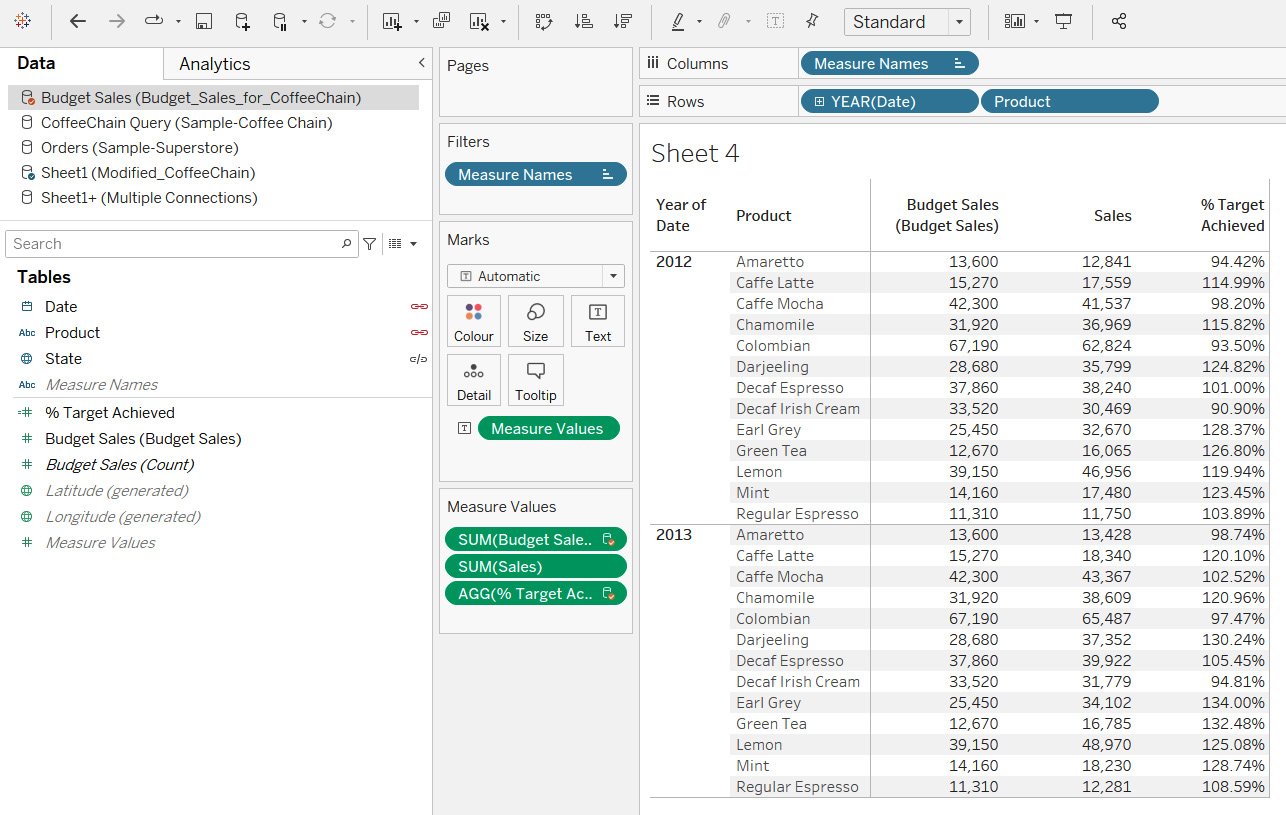 Standard
Data
Analytics
Budget Sales (Budget_Sales_for_CoffeeChain)
CoffeeChain Query (Sample-Coffee Chain)
Orders (Sample-Superstore)
Sheet1 (Modified_CoffeeChain)
Sheet1+ (Multiple Connections)
Search
Tables
Date
Abc Product
State
Abc Measure Names
% Target Achieved
Budget Sales (Budget Sales)
Budget Sales (Count)
Latitude (generated)
Longitude (generated)
Measure Values
Pages
Filters
Measure Names
Marks
Automatic
Colour Size Text
Detail Tooltip
Measure Values
Measure Values
SUM(Budget Sale..
SUM(Sales)
AGG(% Target Ac..
Columns Measure Names
Rows YEAR(Date) Product
Sheet 4
Year of Date Product Budget Sales (Budget Sales) Sales % Target Achieved
2012 Amaretto 13,600 12,841 94.42%
Caffe Latte 15,270 17,559 114.99%
Caffe Mocha 42,300 41,537 98.20%
Chamomile 31,920 36,969 115.82%
Colombian 67,190 62,824 93.50%
Darjeeling 28,680 35,799 124.82%
Decaf Espresso 37,860 38,240 101.00%
Decaf Irish Cream 33,520 30,469 90.90%
Earl Grey 25,450 32,670 128.37%
Green Tea 12,670 16,065 126.80%
Lemon 39,150 46,956 119.94%
Mint 14,160 17,480 123.45%
Regular Espresso 11,310 11,750 103.89%
2013 Amaretto 13,600 13,428 98.74%
Caffe Latte 15,270 18,340 120.10%
Caffe Mocha 42,300 43,367 102.52%
Chamomile 31,920 38,609 120.96%
Colombian 67,190 65,487 97.47%
Darjeeling 28,680 37,352 130.24%
Decaf Espresso 37,860 39,922 105.45%
Decaf Irish Cream 33,520 31,779 94.81%
Earl Grey 25,450 34,102 134.00%
Green Tea 12,670 16,785 132.48%
Lemon 39,150 48,970 125.08%
Mint 14,160 18,230 128.74%
Regular Espresso 11,310 12,281 108.59%